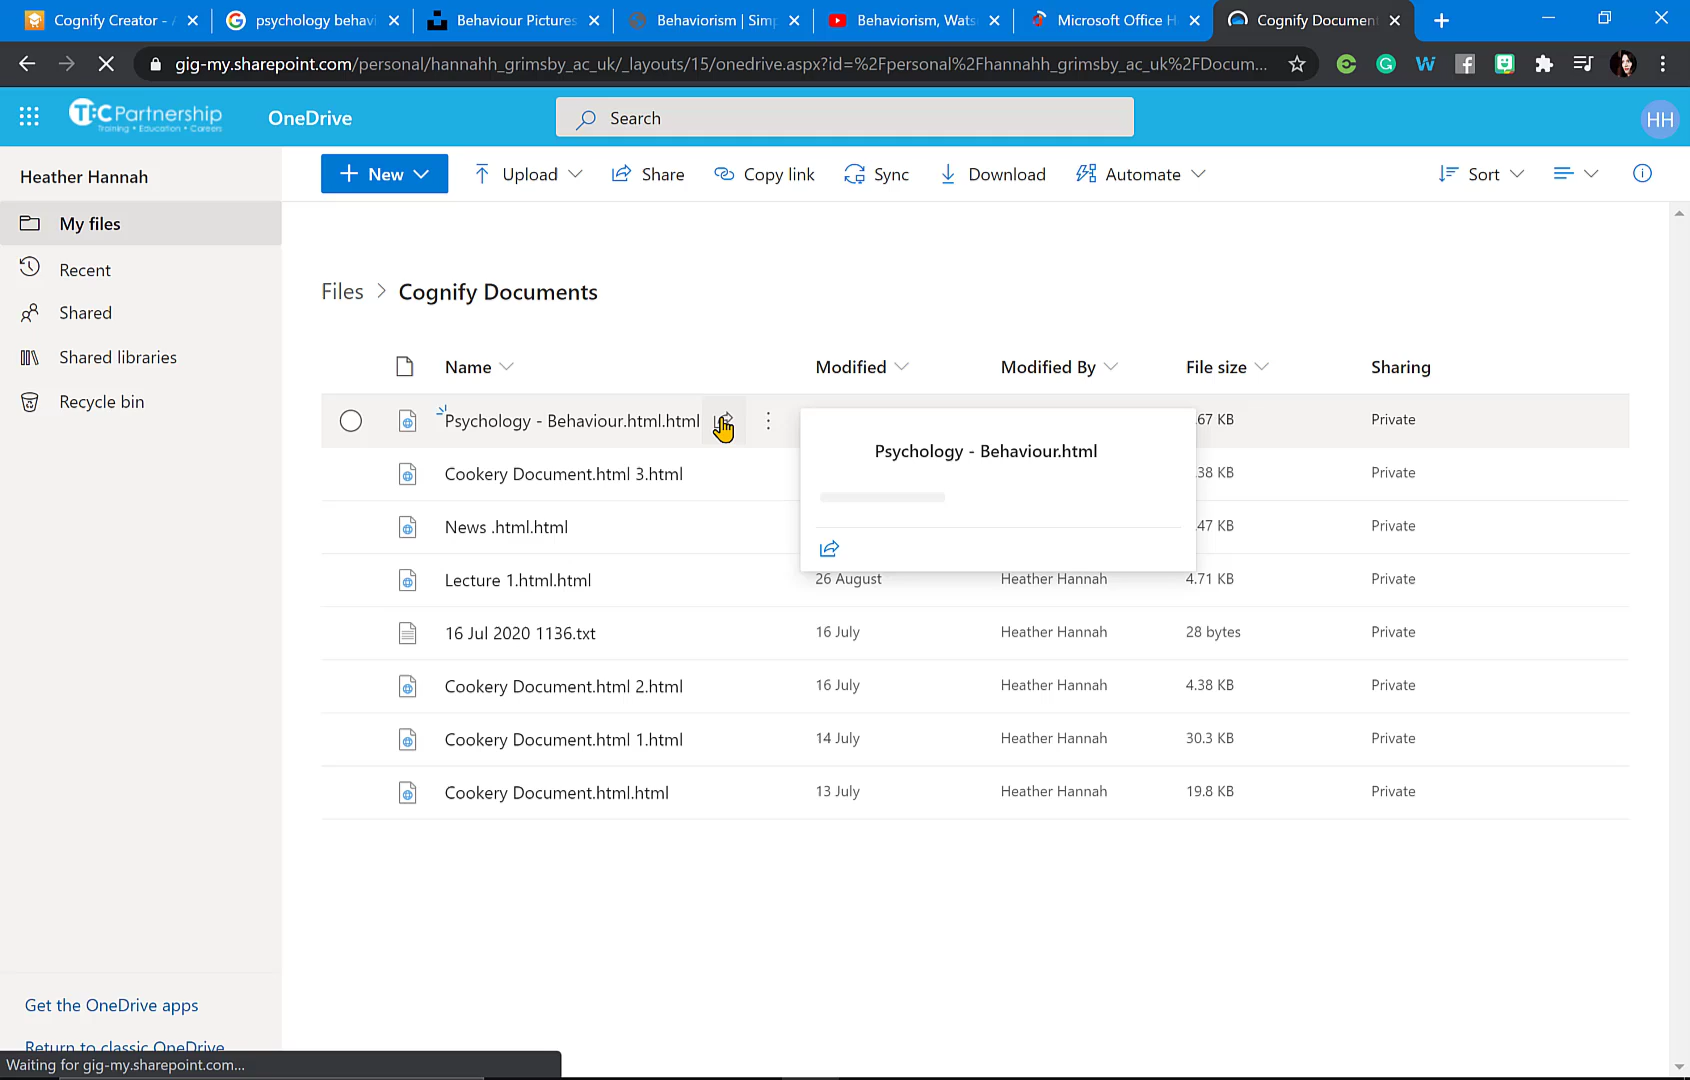 Cognify Creator - A
psychology behavi
Behaviour Pictures
Behaviorism | Simp
Behaviorism, Wats
Microsoft Office H
Cognify Document
gig-my.sharepoint.com/personal/hannahh_grimsby_ac_uk/_layouts/15/onedrive.aspx?id=%2Fpersonal%2Fhannahh_grimsby_ac_uk%2FDocum...
TEC Partnership
Training • Education • Careers
OneDrive
Search
HH
Heather Hannah
New
Upload
Share
Copy link
Sync
Download
Automate
Sort
My files
Recent
Shared
Shared libraries
Recycle bin
Files > Cognify Documents
Name Modified Modified By File size Sharing
Psychology - Behaviour.html.html .67 KB Private
Psychology - Behaviour.html
Cookery Document.html 3.html .38 KB Private
News .html.html .47 KB Private
Lecture 1.html.html 26 August Heather Hannah 4.71 KB Private
16 Jul 2020 1136.txt 16 July Heather Hannah 28 bytes Private
Cookery Document.html 2.html 16 July Heather Hannah 4.38 KB Private
Cookery Document.html 1.html 14 July Heather Hannah 30.3 KB Private
Cookery Document.html.html 13 July Heather Hannah 19.8 KB Private
Get the OneDrive apps
Return to classic OneDrive
Waiting for gig-my.sharepoint.com...